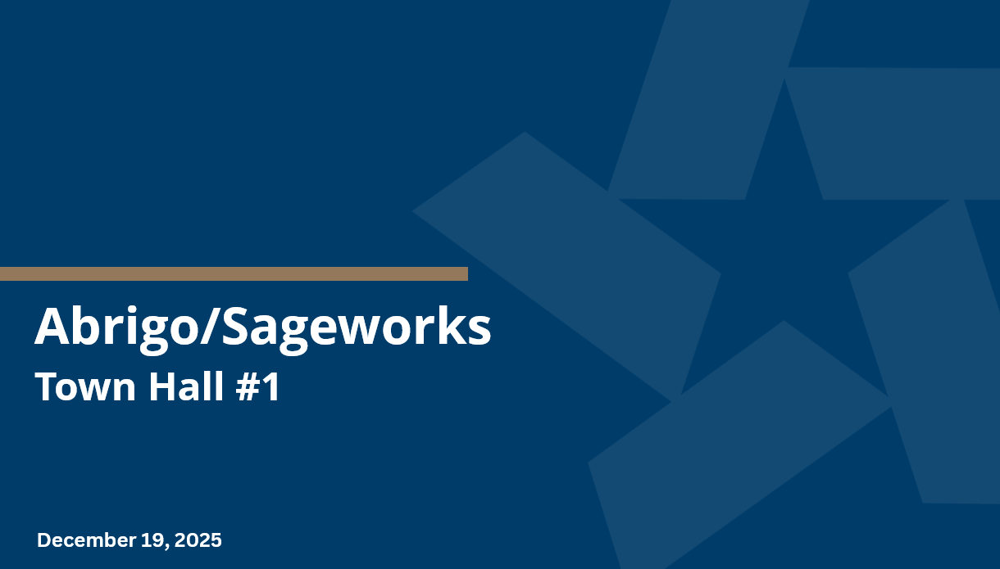 Abrigo/Sageworks
Town Hall #1
December 19, 2025